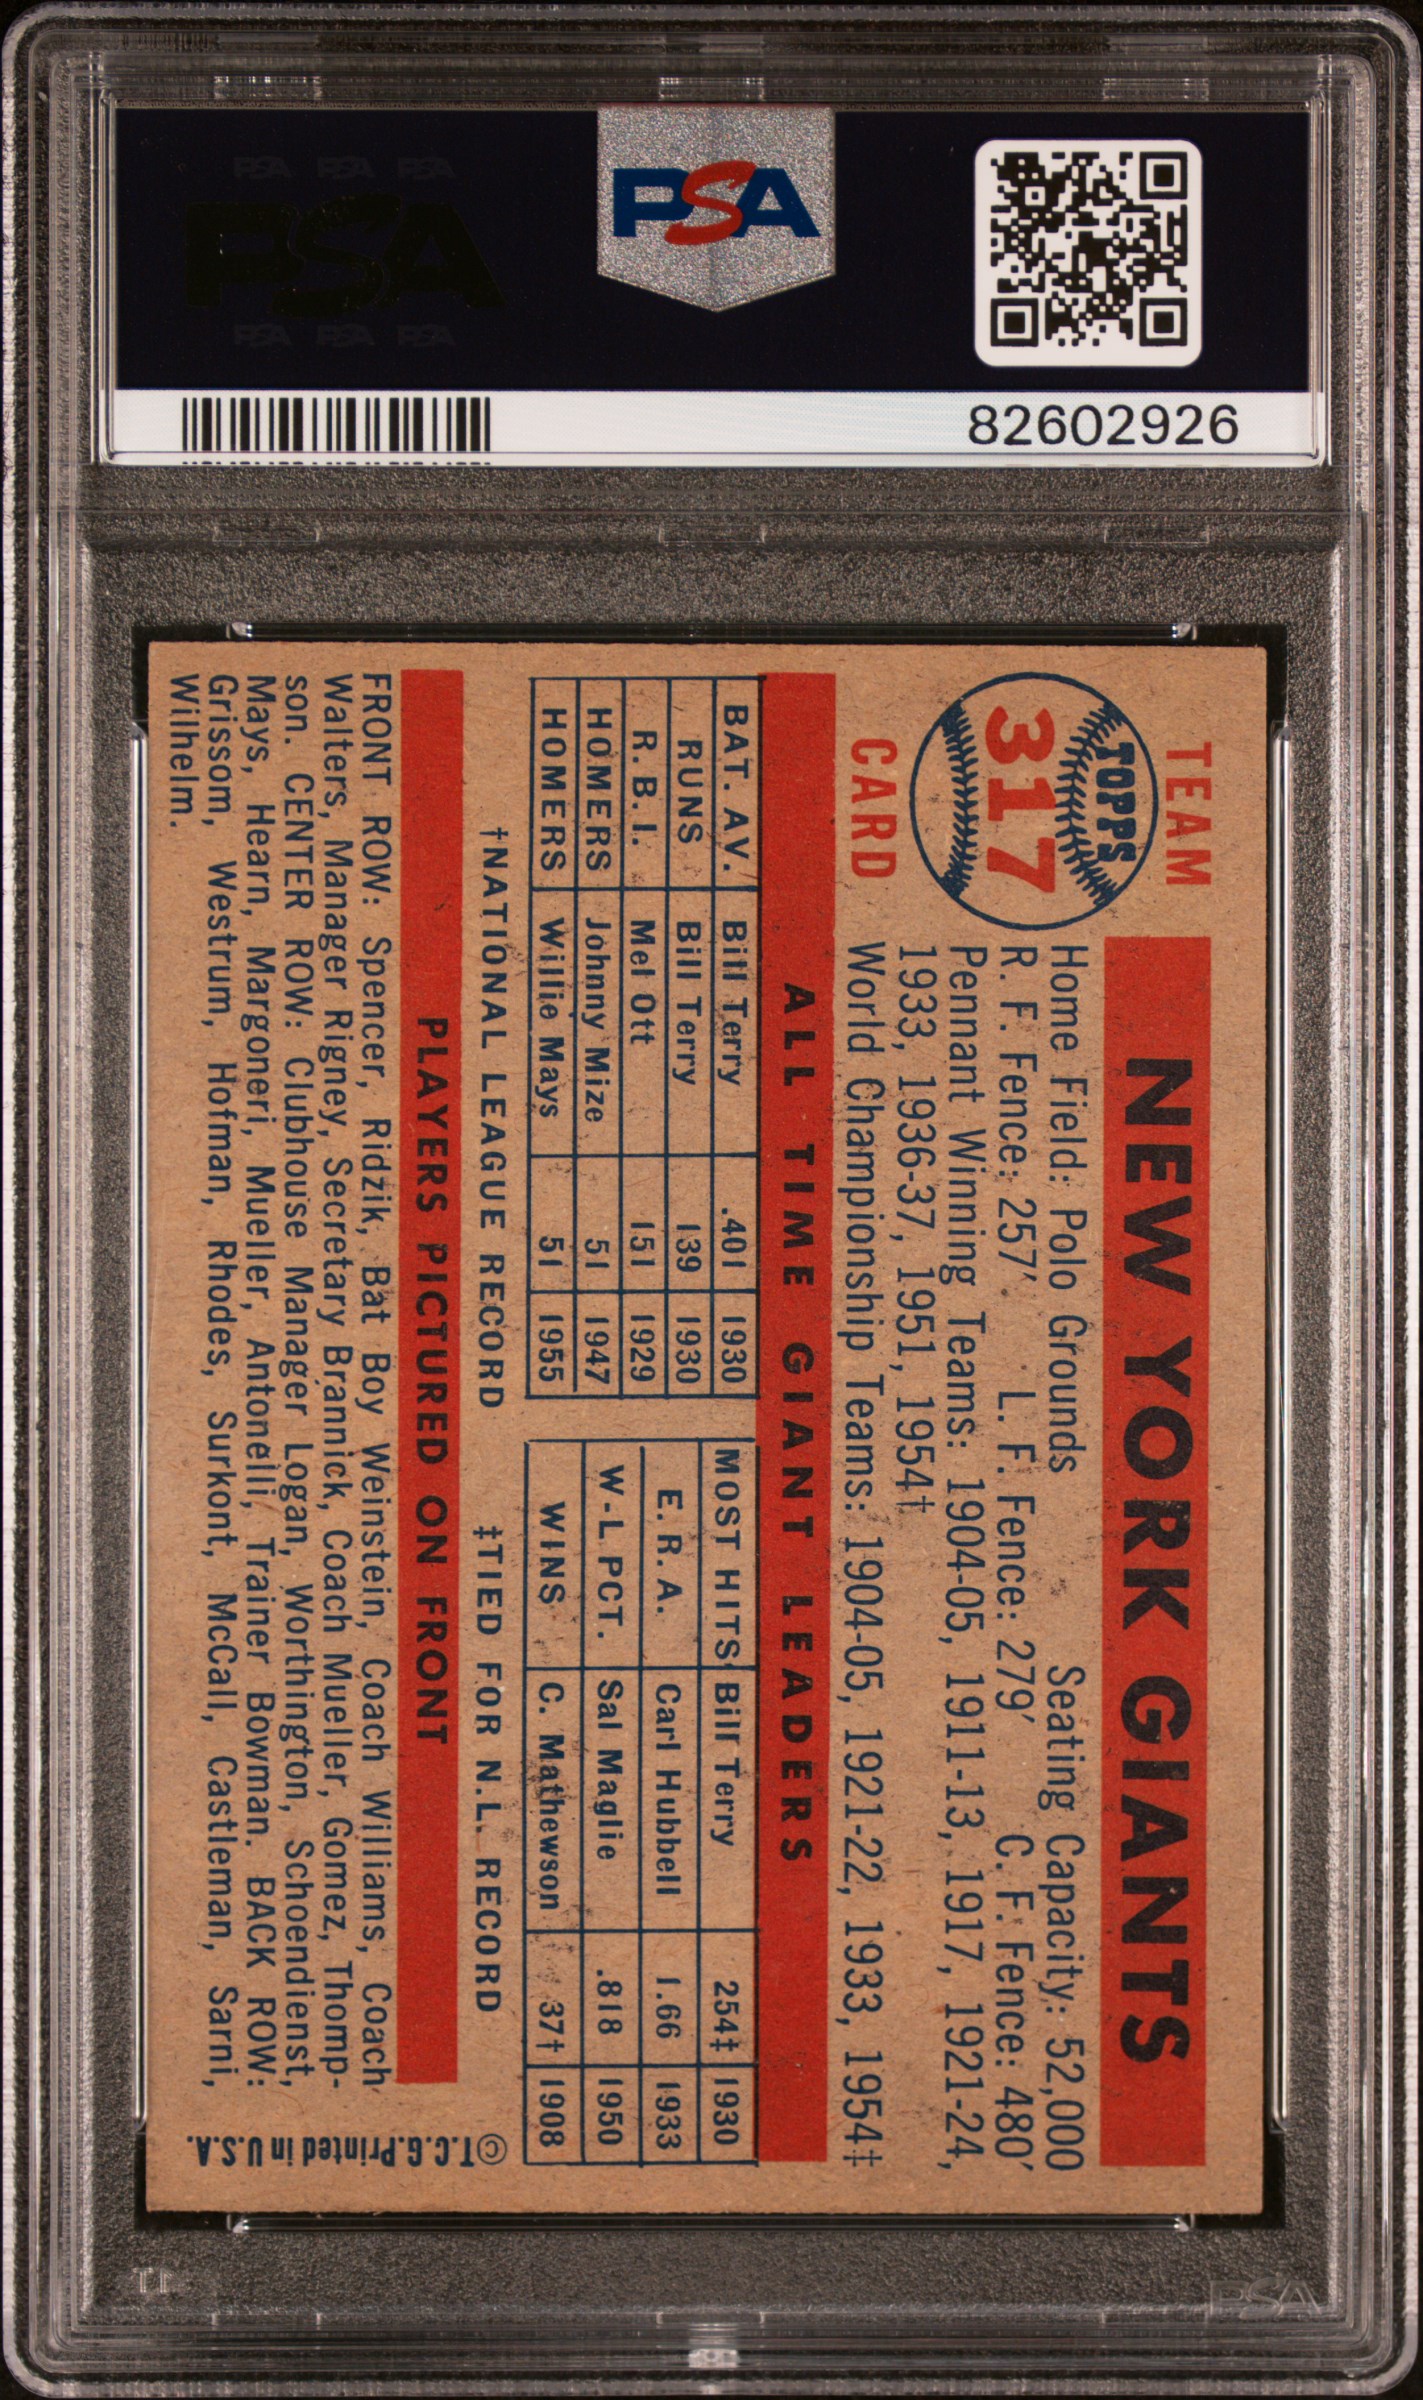 PSA PSA PSA
PSA
PSA PSA PSA
PSA
82602926
TEAM
TOPPS
317
CARD
NEW YORK GIANTS
Home Field: Polo Grounds Seating Capacity: 52,000
R. F. Fence: 257′ L. F. Fence: 279′ C. F. Fence: 480′
Pennant Winning Teams: 1904-05, 1911-13, 1917, 1921-24,
1933, 1936-37, 1951, 1954†
World Championship Teams: 1904-05, 1921-22, 1933, 1954‡
ALL TIME GIANT LEADERS
BAT. AV. Bill Terry .401 1930
RUNS Bill Terry 139 1930
R. B. I. Mel Ott 151 1929
HOMERS Johnny Mize 51 1947
HOMERS Willie Mays 51 1955
MOST HITS Bill Terry 254‡ 1930
E. R. A. Carl Hubbell 1.66 1933
W-L PCT. Sal Maglie .818 1950
WINS C. Mathewson 37† 1908
†NATIONAL LEAGUE RECORD ‡TIED FOR N.L. RECORD
PLAYERS PICTURED ON FRONT
FRONT ROW: Spencer, Ridzik, Bat Boy Weinstein, Coach Williams, Coach
Walters, Manager Rigney, Secretary Brannick, Coach Mueller, Gomez, Thomp-
son. CENTER ROW: Clubhouse Manager Logan, Worthington, Schoendienst,
Mays, Hearn, Margoneri, Mueller, Antonelli, Trainer Bowman. BACK ROW:
Grissom, Westrum, Hofman, Rhodes, Surkont, McCall, Castleman, Sarni,
Wilhelm.
© T.C.G. Printed in U.S.A.
PSA